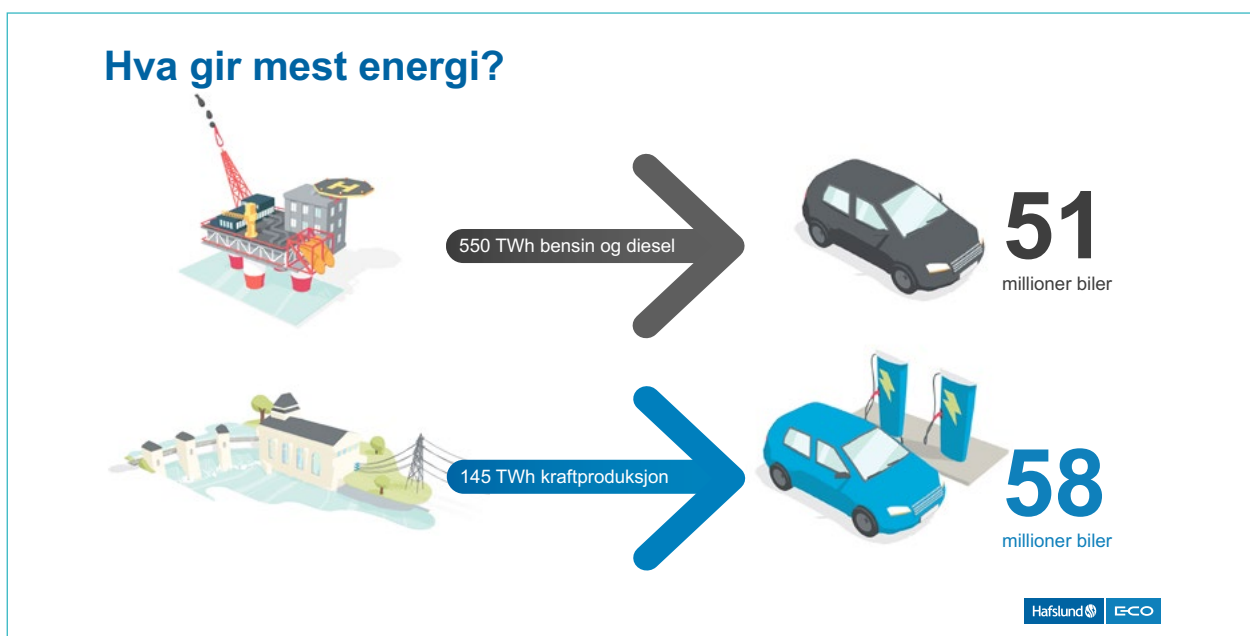 Hva gir mest energi?
H
550 TWh bensin og diesel
51
millioner biler
145 TWh kraftproduksjon
58
millioner biler
Hafslund E-CO